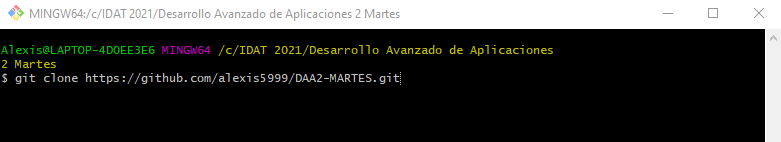 MINGW64:/c/IDAT 2021/Desarrollo Avanzado de Aplicaciones 2 Martes
Alexis@LAPTOP-4DOEE3E6 MINGW64 /c/IDAT 2021/Desarrollo Avanzado de Aplicaciones
2 Martes
$ git clone https://github.com/alexis5999/DAA2-MARTES.git